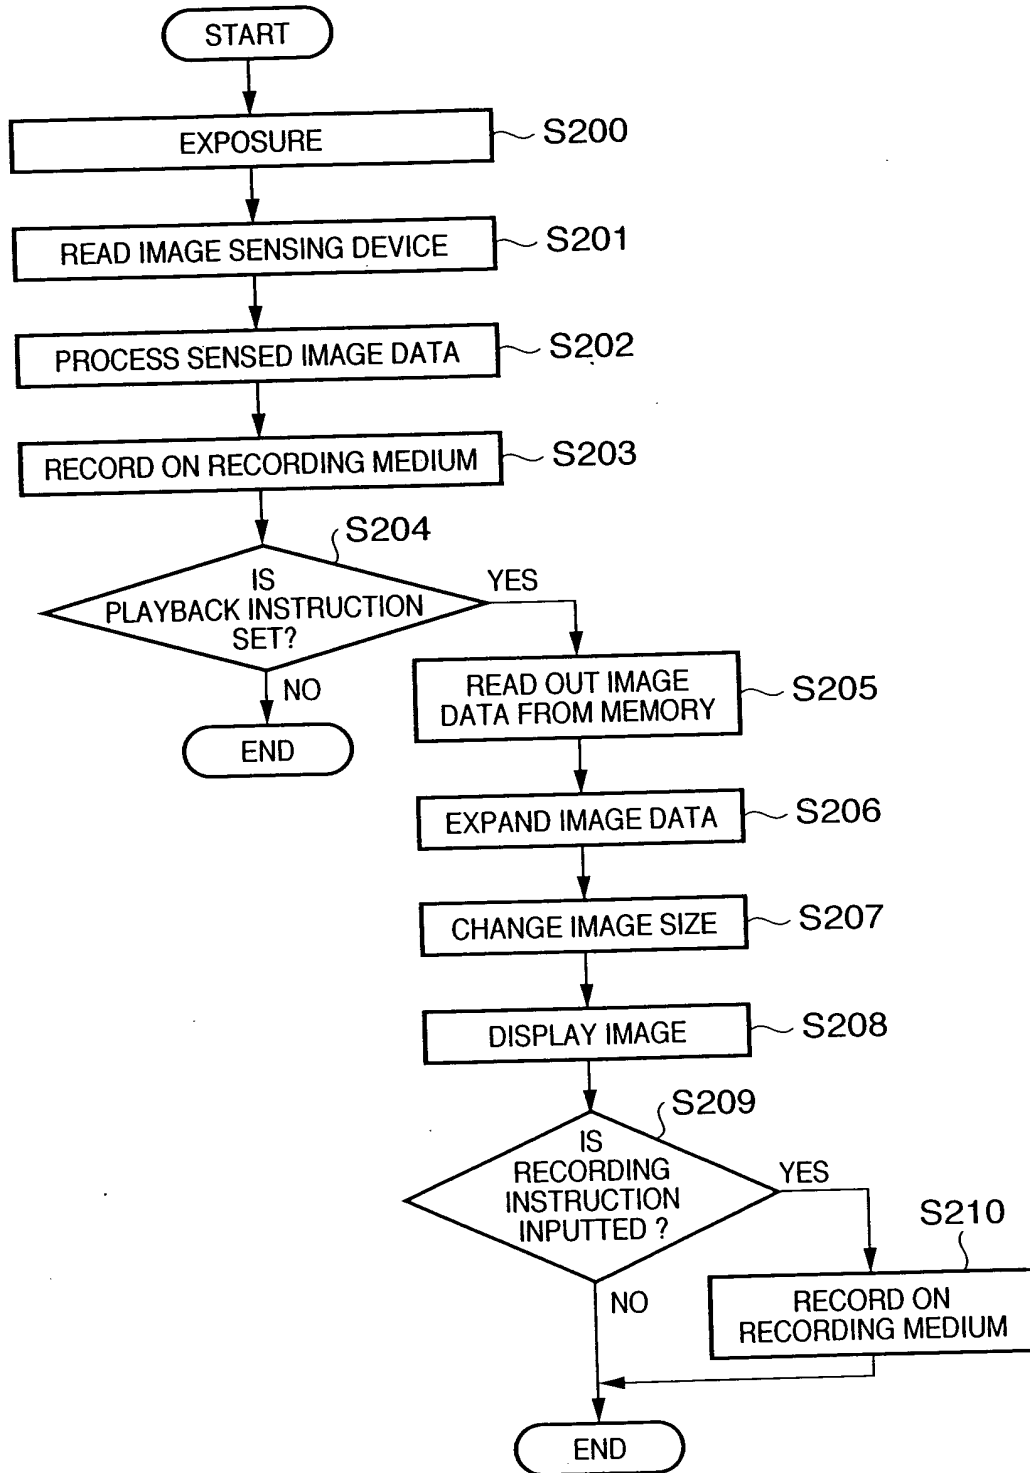 START
EXPOSURE
S200
READ IMAGE SENSING DEVICE
S201
PROCESS SENSED IMAGE DATA
S202
RECORD ON RECORDING MEDIUM
S203
S204
IS
PLAYBACK INSTRUCTION
SET?
YES
NO
END
READ OUT IMAGE
DATA FROM MEMORY
S205
EXPAND IMAGE DATA
S206
CHANGE IMAGE SIZE
S207
DISPLAY IMAGE
S208
S209
IS
RECORDING
INSTRUCTION
INPUTTED ?
YES
NO
S210
RECORD ON
RECORDING MEDIUM
END